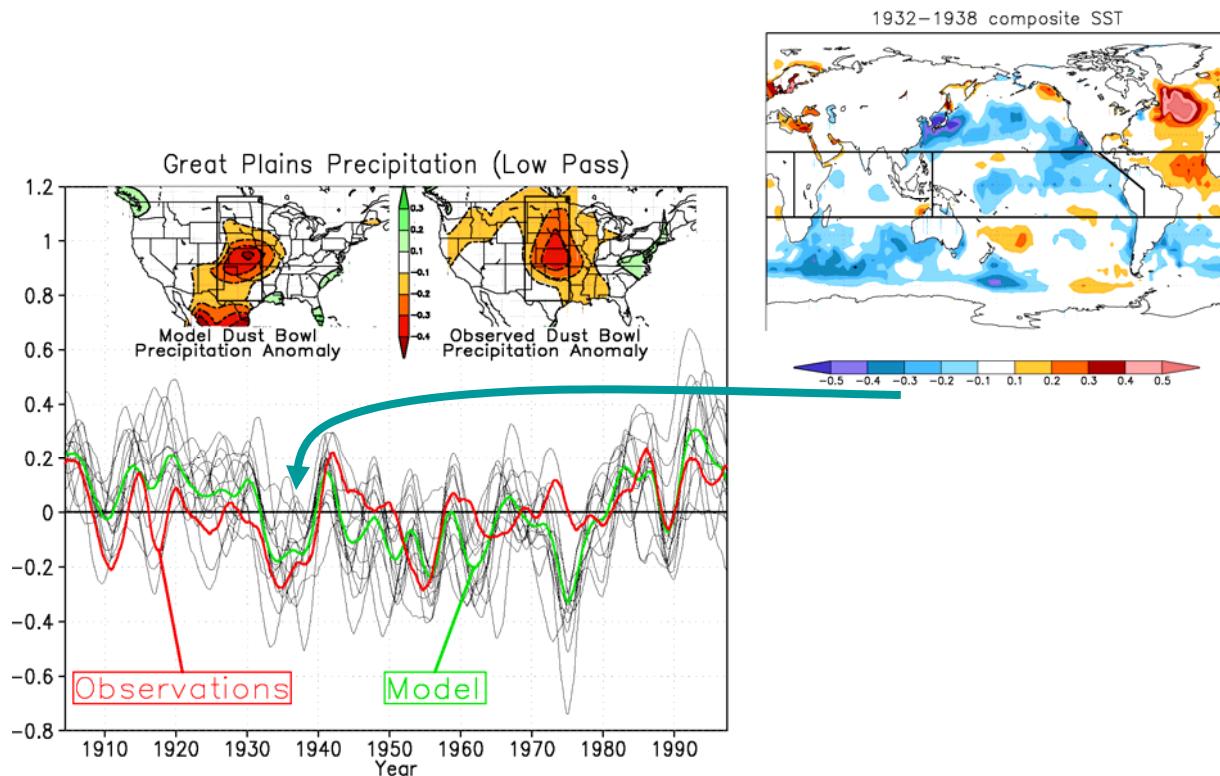 1932-1938 composite SST
-0.5 -0.4 -0.3 -0.2 -0.1 0.1 0.2 0.3 0.4 0.5
Great Plains Precipitation (Low Pass)
1.2
1
0.8
0.6
0.4
0.2
0
-0.2
-0.4
-0.6
-0.8
0.3
0.1
-0.1
-0.2
-0.3
-0.4
Model Dust Bowl
Precipitation Anomaly
Observed Dust Bowl
Precipitation Anomaly
Observations
Model
1910 1920 1930 1940 1950 1960 1970 1980 1990
Year